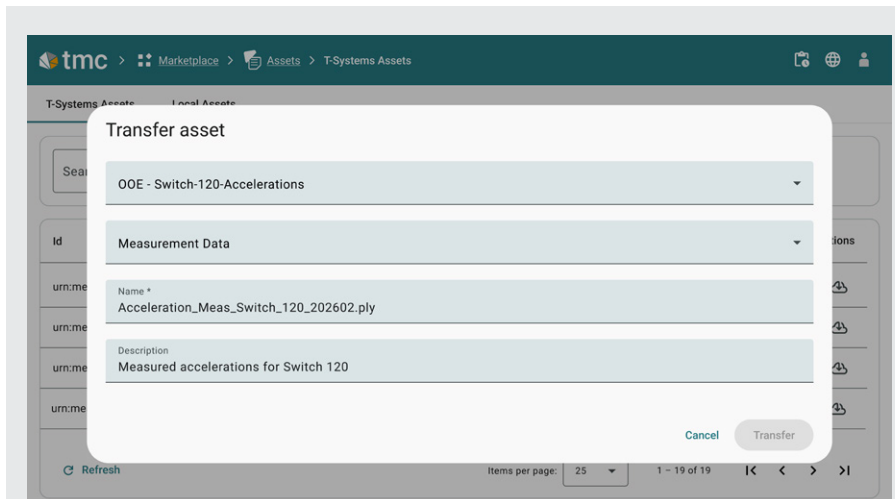 tmc > Marketplace > Assets > T-Systems Assets
T-Systems Assets Local Assets
Transfer asset
OOE - Switch-120-Accelerations
Id
Measurement Data
urn:me
Name *
Acceleration_Meas_Switch_120_202602.ply
urn:me
Description
urn:me
Measured accelerations for Switch 120
urn:me
Cancel Transfer
Refresh Items per page: 25 1 – 19 of 19